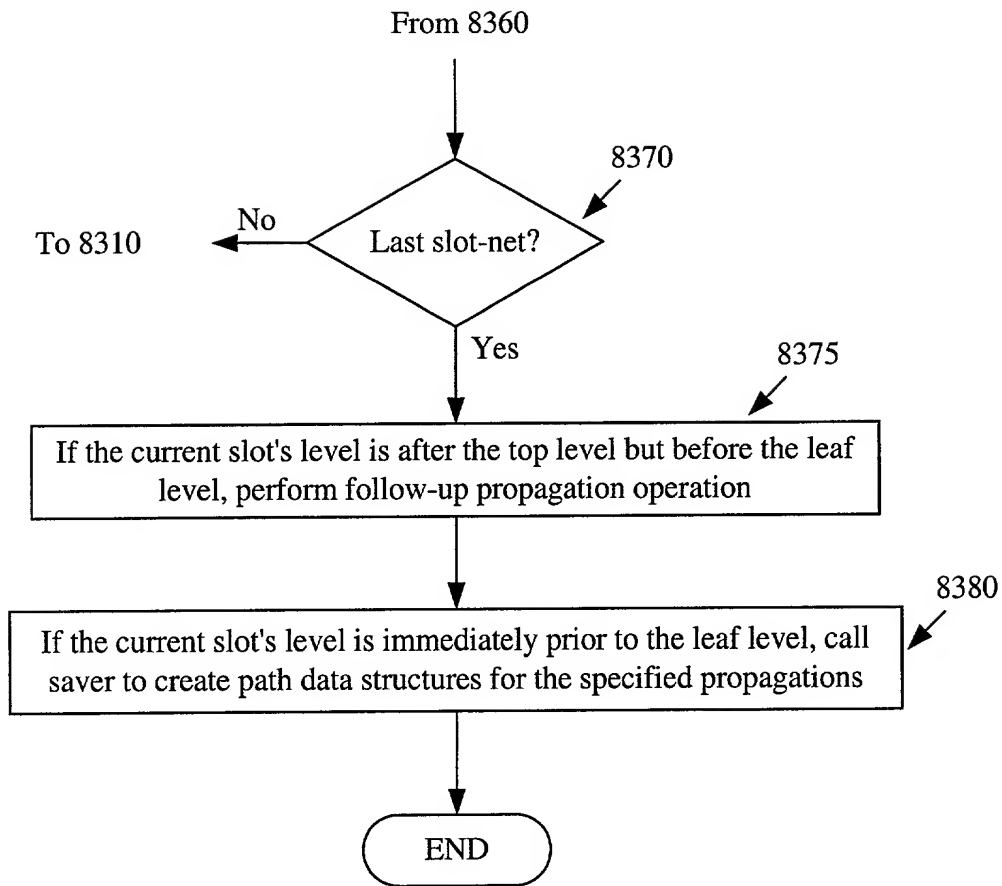 From 8360
8370
No
To 8310
Last slot-net?
Yes
8375
If the current slot's level is after the top level but before the leaf
level, perform follow-up propagation operation
8380
If the current slot's level is immediately prior to the leaf level, call
saver to create path data structures for the specified propagations
END